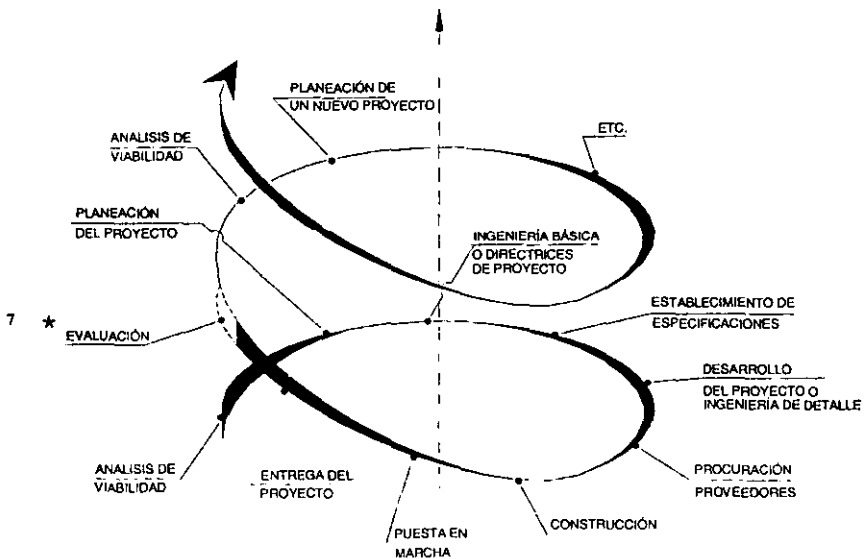 PLANEACIÓN DE
UN NUEVO PROYECTO
ETC.
ANALISIS DE
VIABILIDAD
PLANEACIÓN
DEL PROYECTO
INGENIERÍA BÁSICA
O DIRECTRICES
DE PROYECTO
ESTABLECIMIENTO DE
ESPECIFICACIONES
7 *
EVALUACIÓN
DESARROLLO
DEL PROYECTO O
INGENIERÍA DE DETALLE
ANALISIS DE
VIABILIDAD
ENTREGA DEL
PROYECTO
PROCURACIÓN
PROVEEDORES
PUESTA EN
MARCHA
CONSTRUCCIÓN